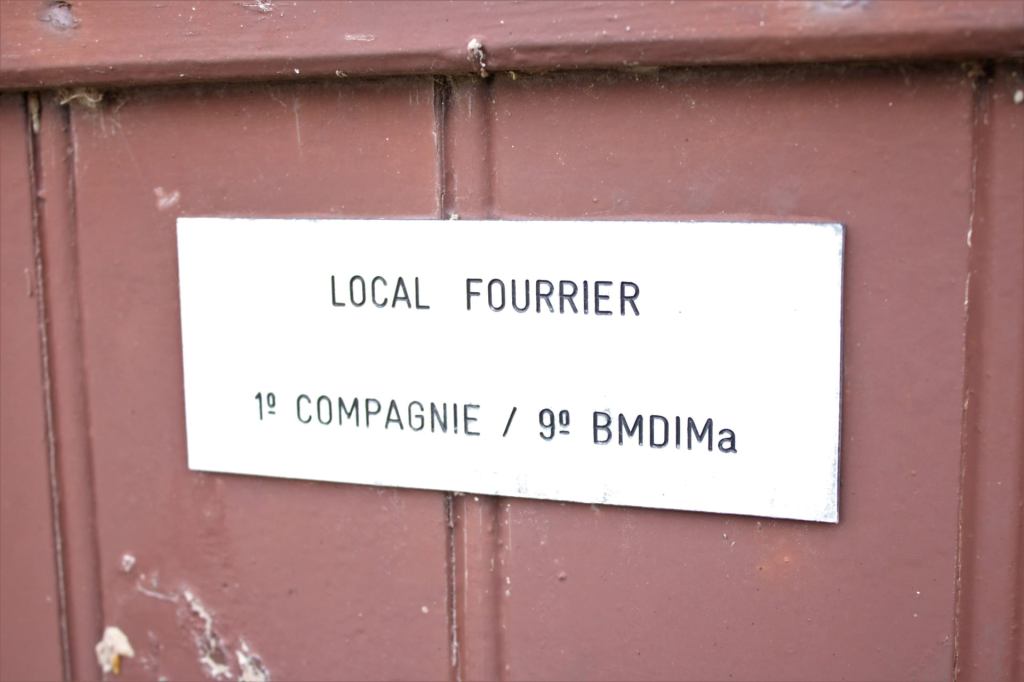 LOCAL FOURRIER
1º COMPAGNIE / 9º BMDIMa